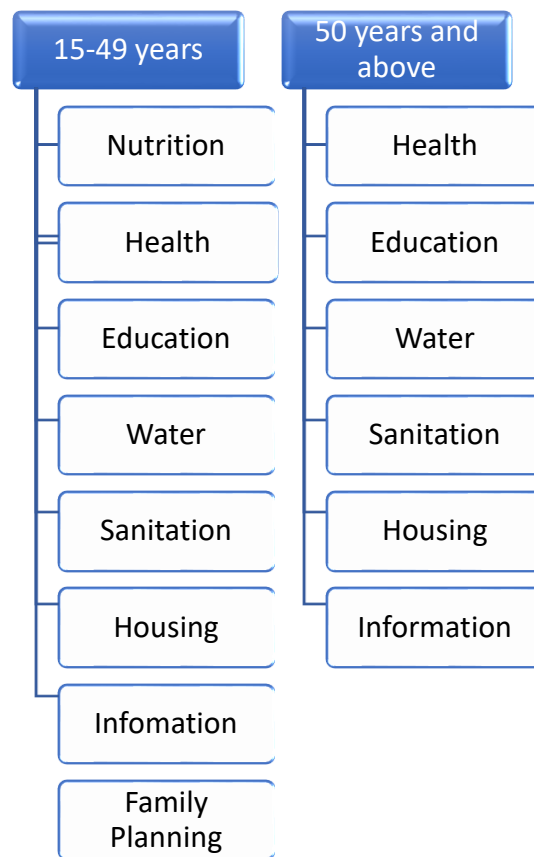 15-49 years
Nutrition
Health
Education
Water
Sanitation
Housing
Infomation
Family
Planning
50 years and
above
Health
Education
Water
Sanitation
Housing
Information